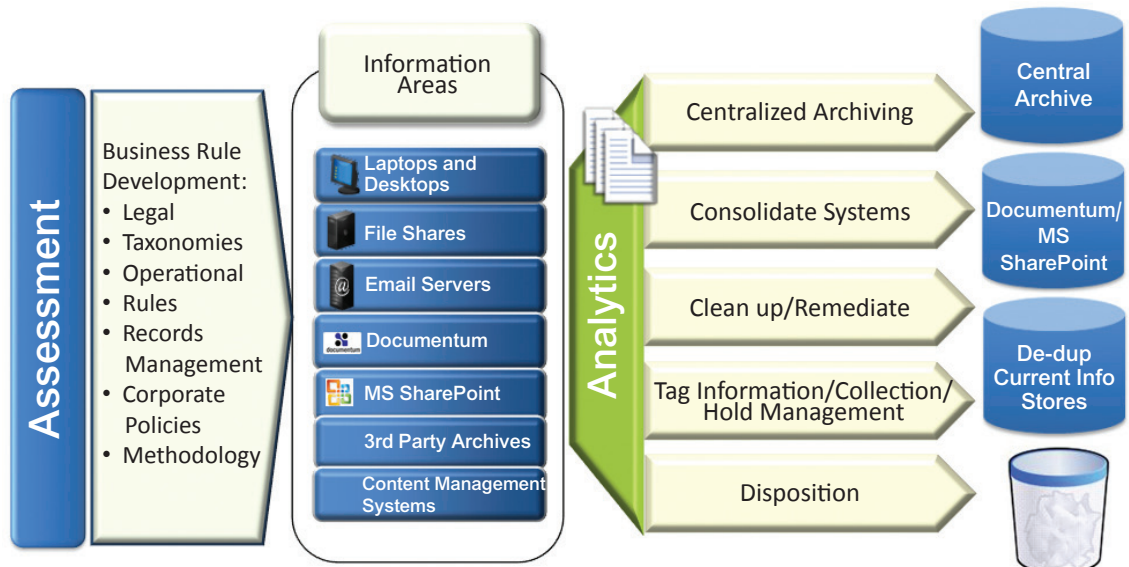 Assessment
Business Rule
Development:
• Legal
• Taxonomies
• Operational
• Rules
• Records
Management
• Corporate
Policies
• Methodology
Information
Areas
Laptops and
Desktops
File Shares
@
Email Servers
documentum
Documentum
MS SharePoint
3rd Party Archives
Content Management
Systems
Analytics
Centralized Archiving
Consolidate Systems
Clean up/Remediate
Tag Information/Collection/
Hold Management
Disposition
Central
Archive
Documentum/
MS
SharePoint
De-dup
Current Info
Stores